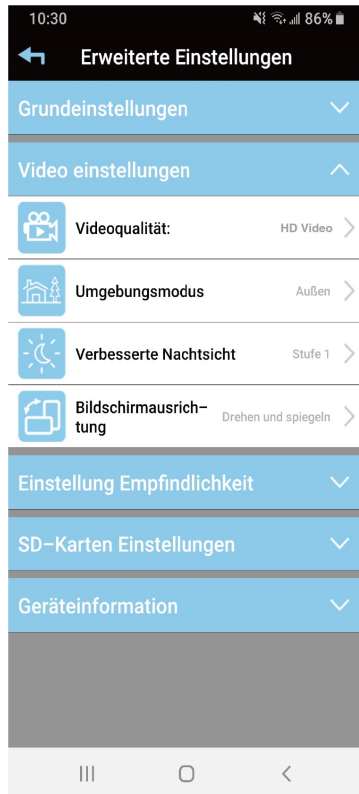 10:30 86%
Erweiterte Einstellungen
Grundeinstellungen
Video einstellungen
Videoqualität: HD Video
Umgebungsmodus Außen
Verbesserte Nachtsicht Stufe 1
Bildschirmausrich-
tung Drehen und spiegeln
Einstellung Empfindlichkeit
SD-Karten Einstellungen
Geräteinformation